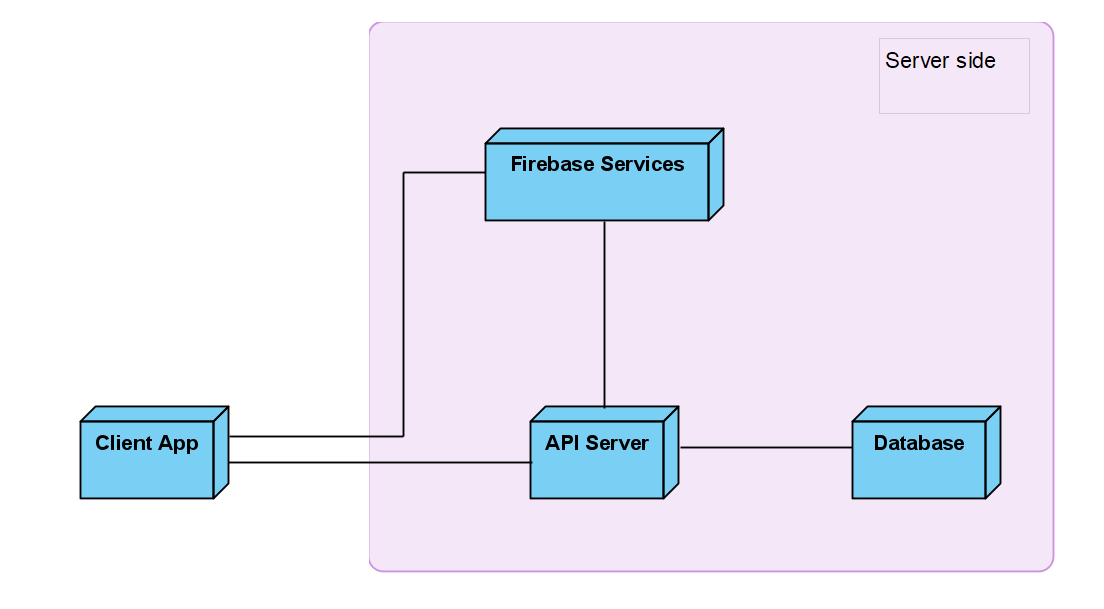 Server side
Firebase Services
Client App
API Server
Database